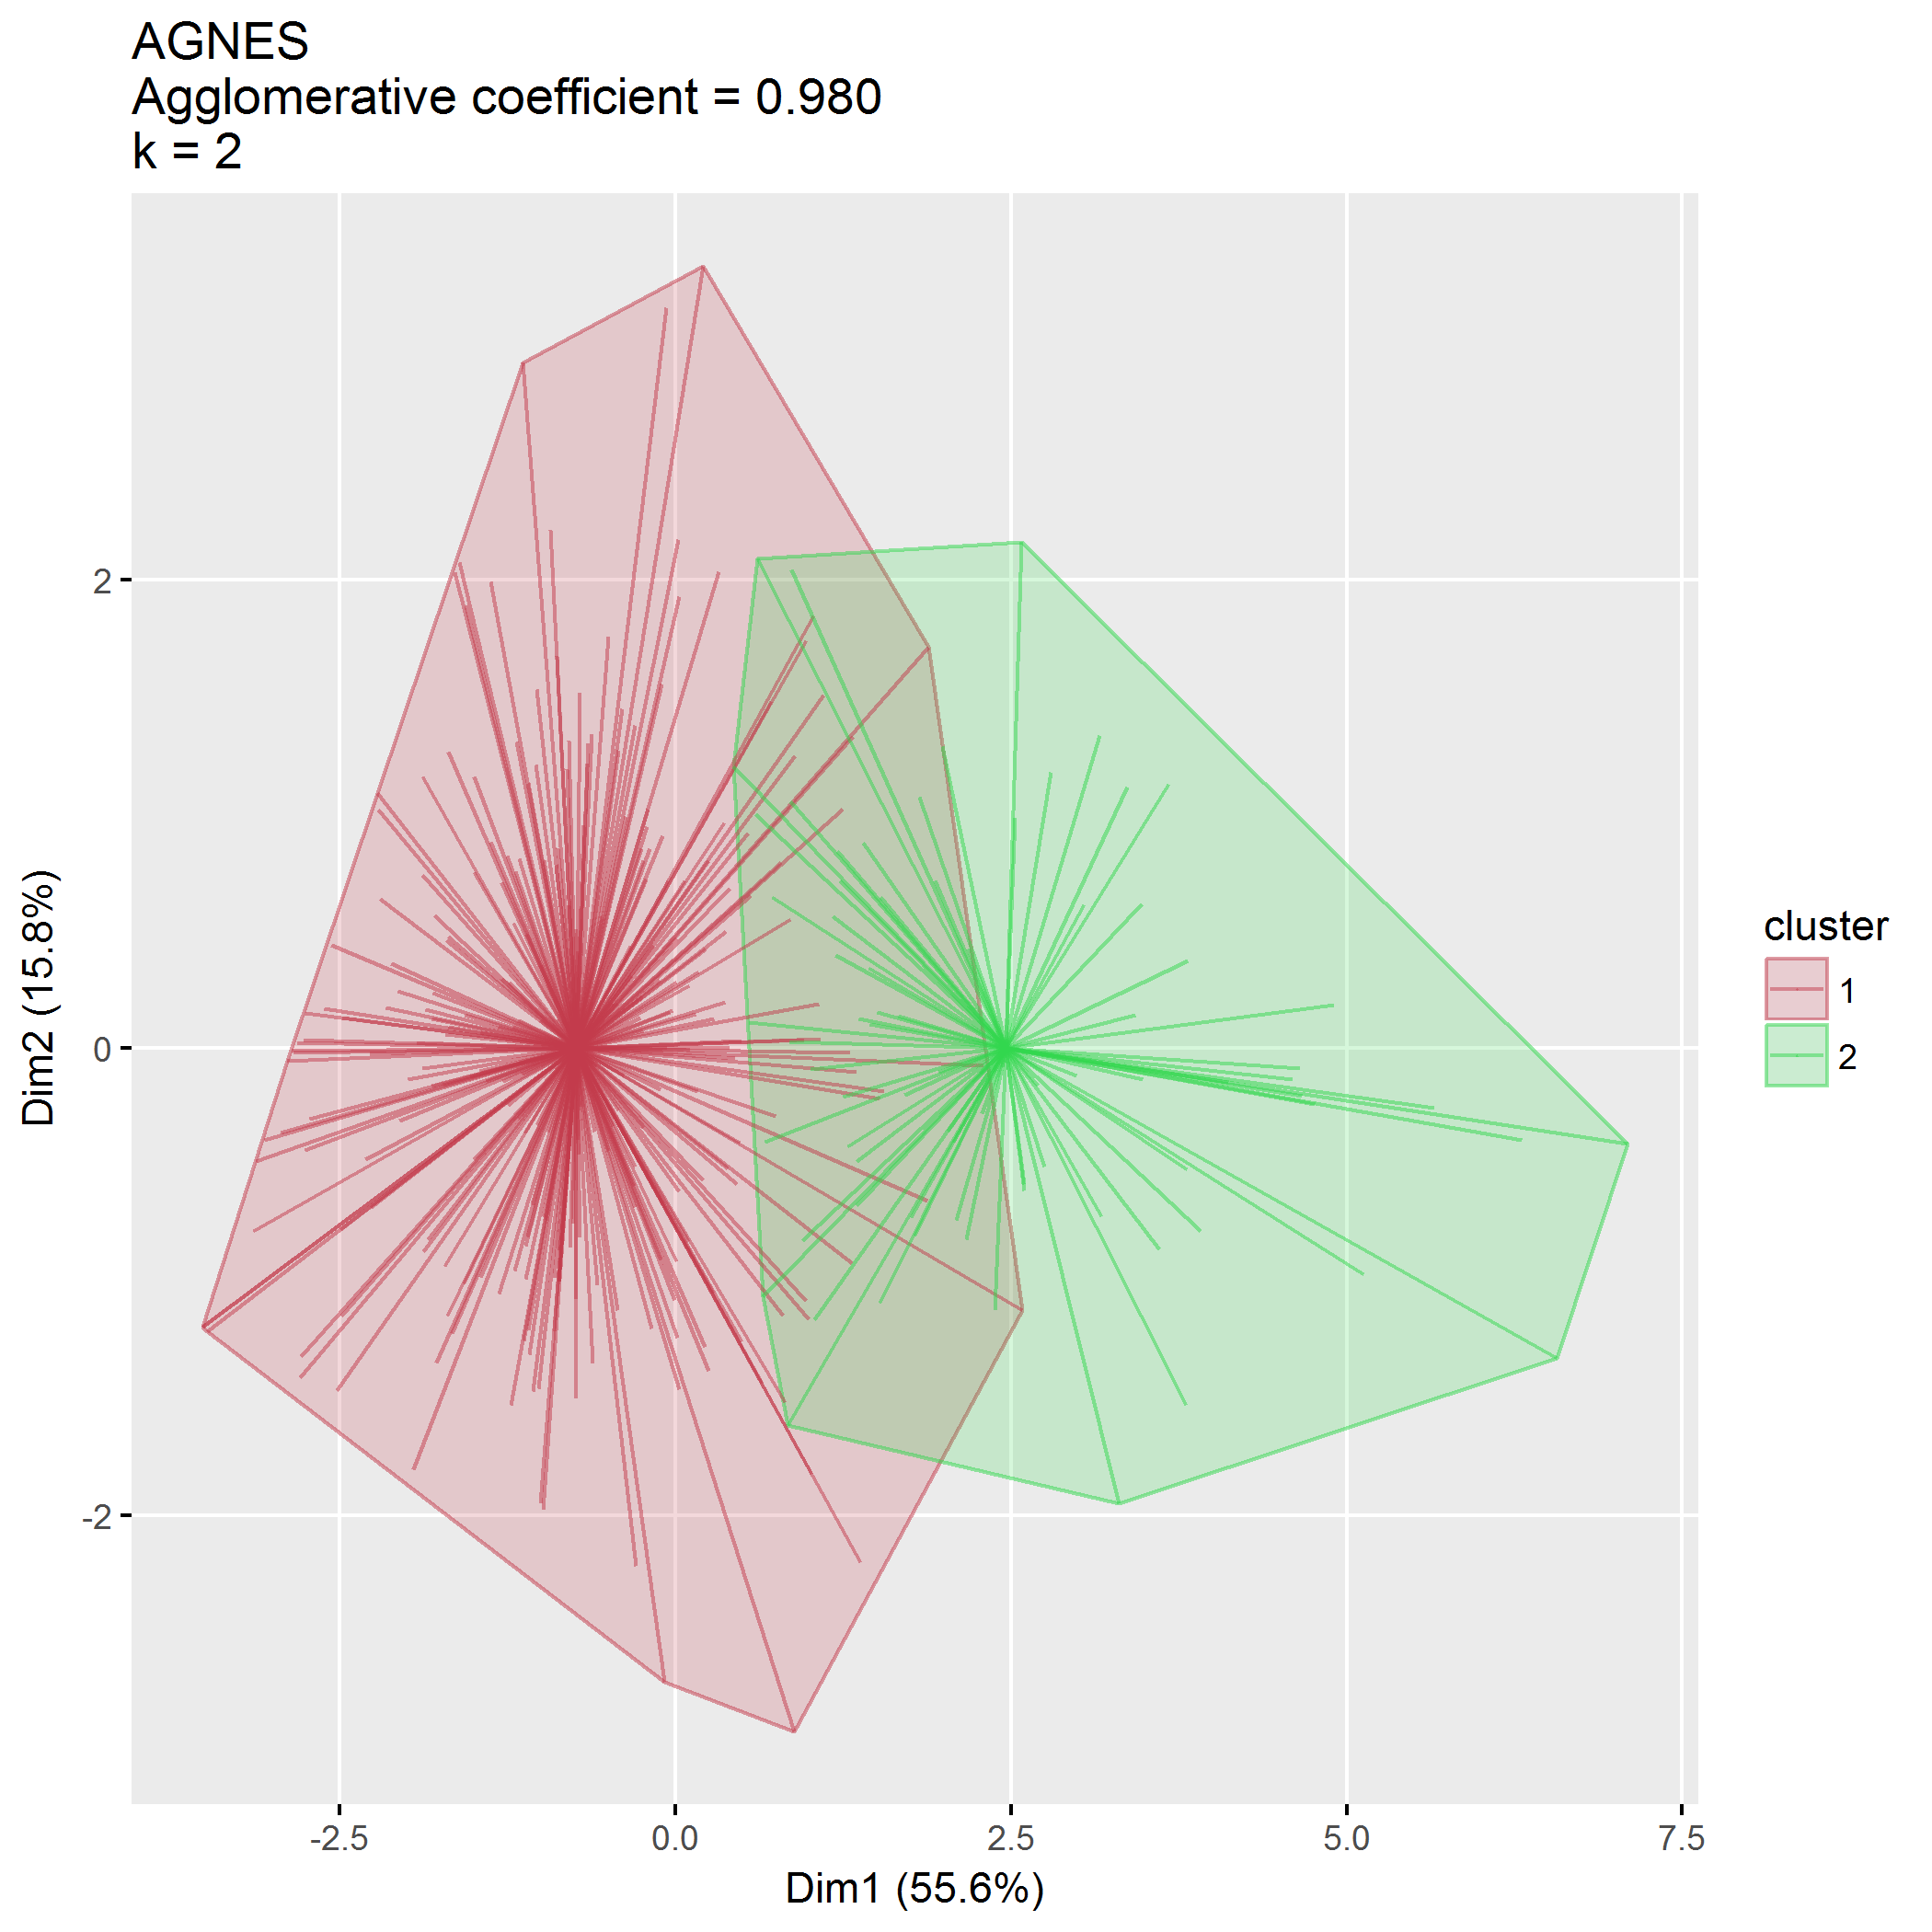 AGNES
Agglomerative coefficient = 0.980
k = 2
2
0
-2
Dim2 (15.8%)
-2.5 0.0 2.5 5.0 7.5
Dim1 (55.6%)
cluster
1
2